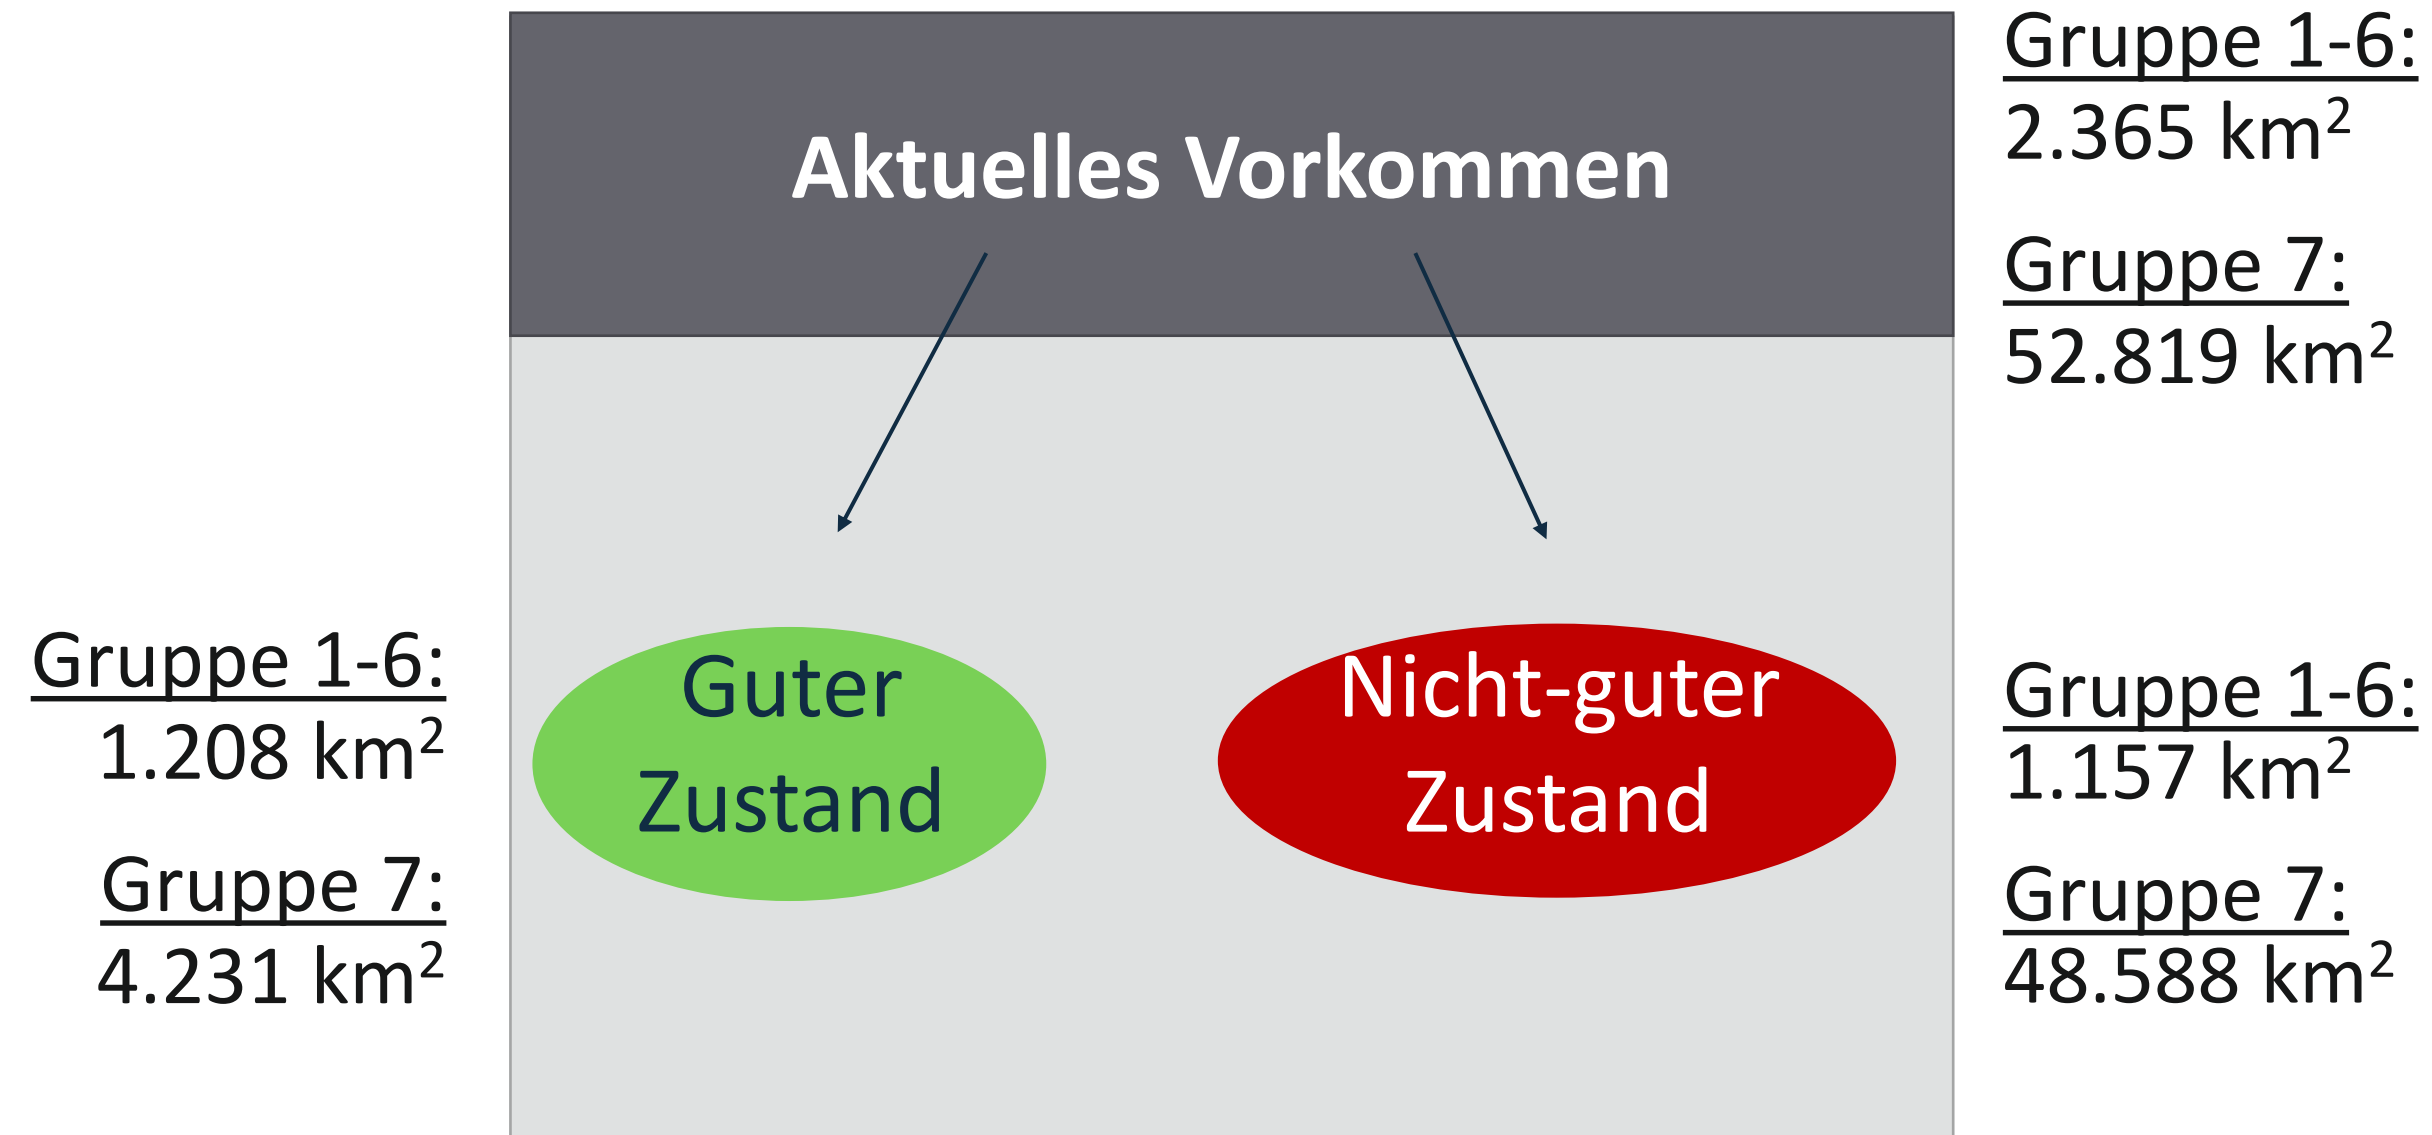 Aktuelles Vorkommen
Gruppe 1-6:
2.365 km²
Gruppe 7:
52.819 km²
Gruppe 1-6:
1.208 km²
Gruppe 7:
4.231 km²
Guter
Zustand
Nicht-guter
Zustand
Gruppe 1-6:
1.157 km²
Gruppe 7:
48.588 km²